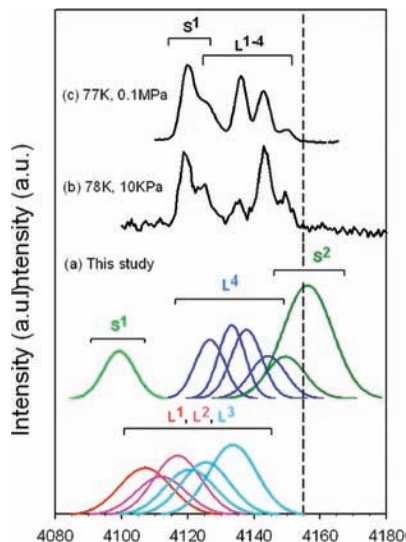 S¹
L¹⁻⁴
(c) 77K, 0.1MPa
(b) 78K, 10KPa
(a) This study
S²
L⁴
S¹
L¹, L², L³
Intensity (a.u.)
4080 4100 4120 4140 4160 4180